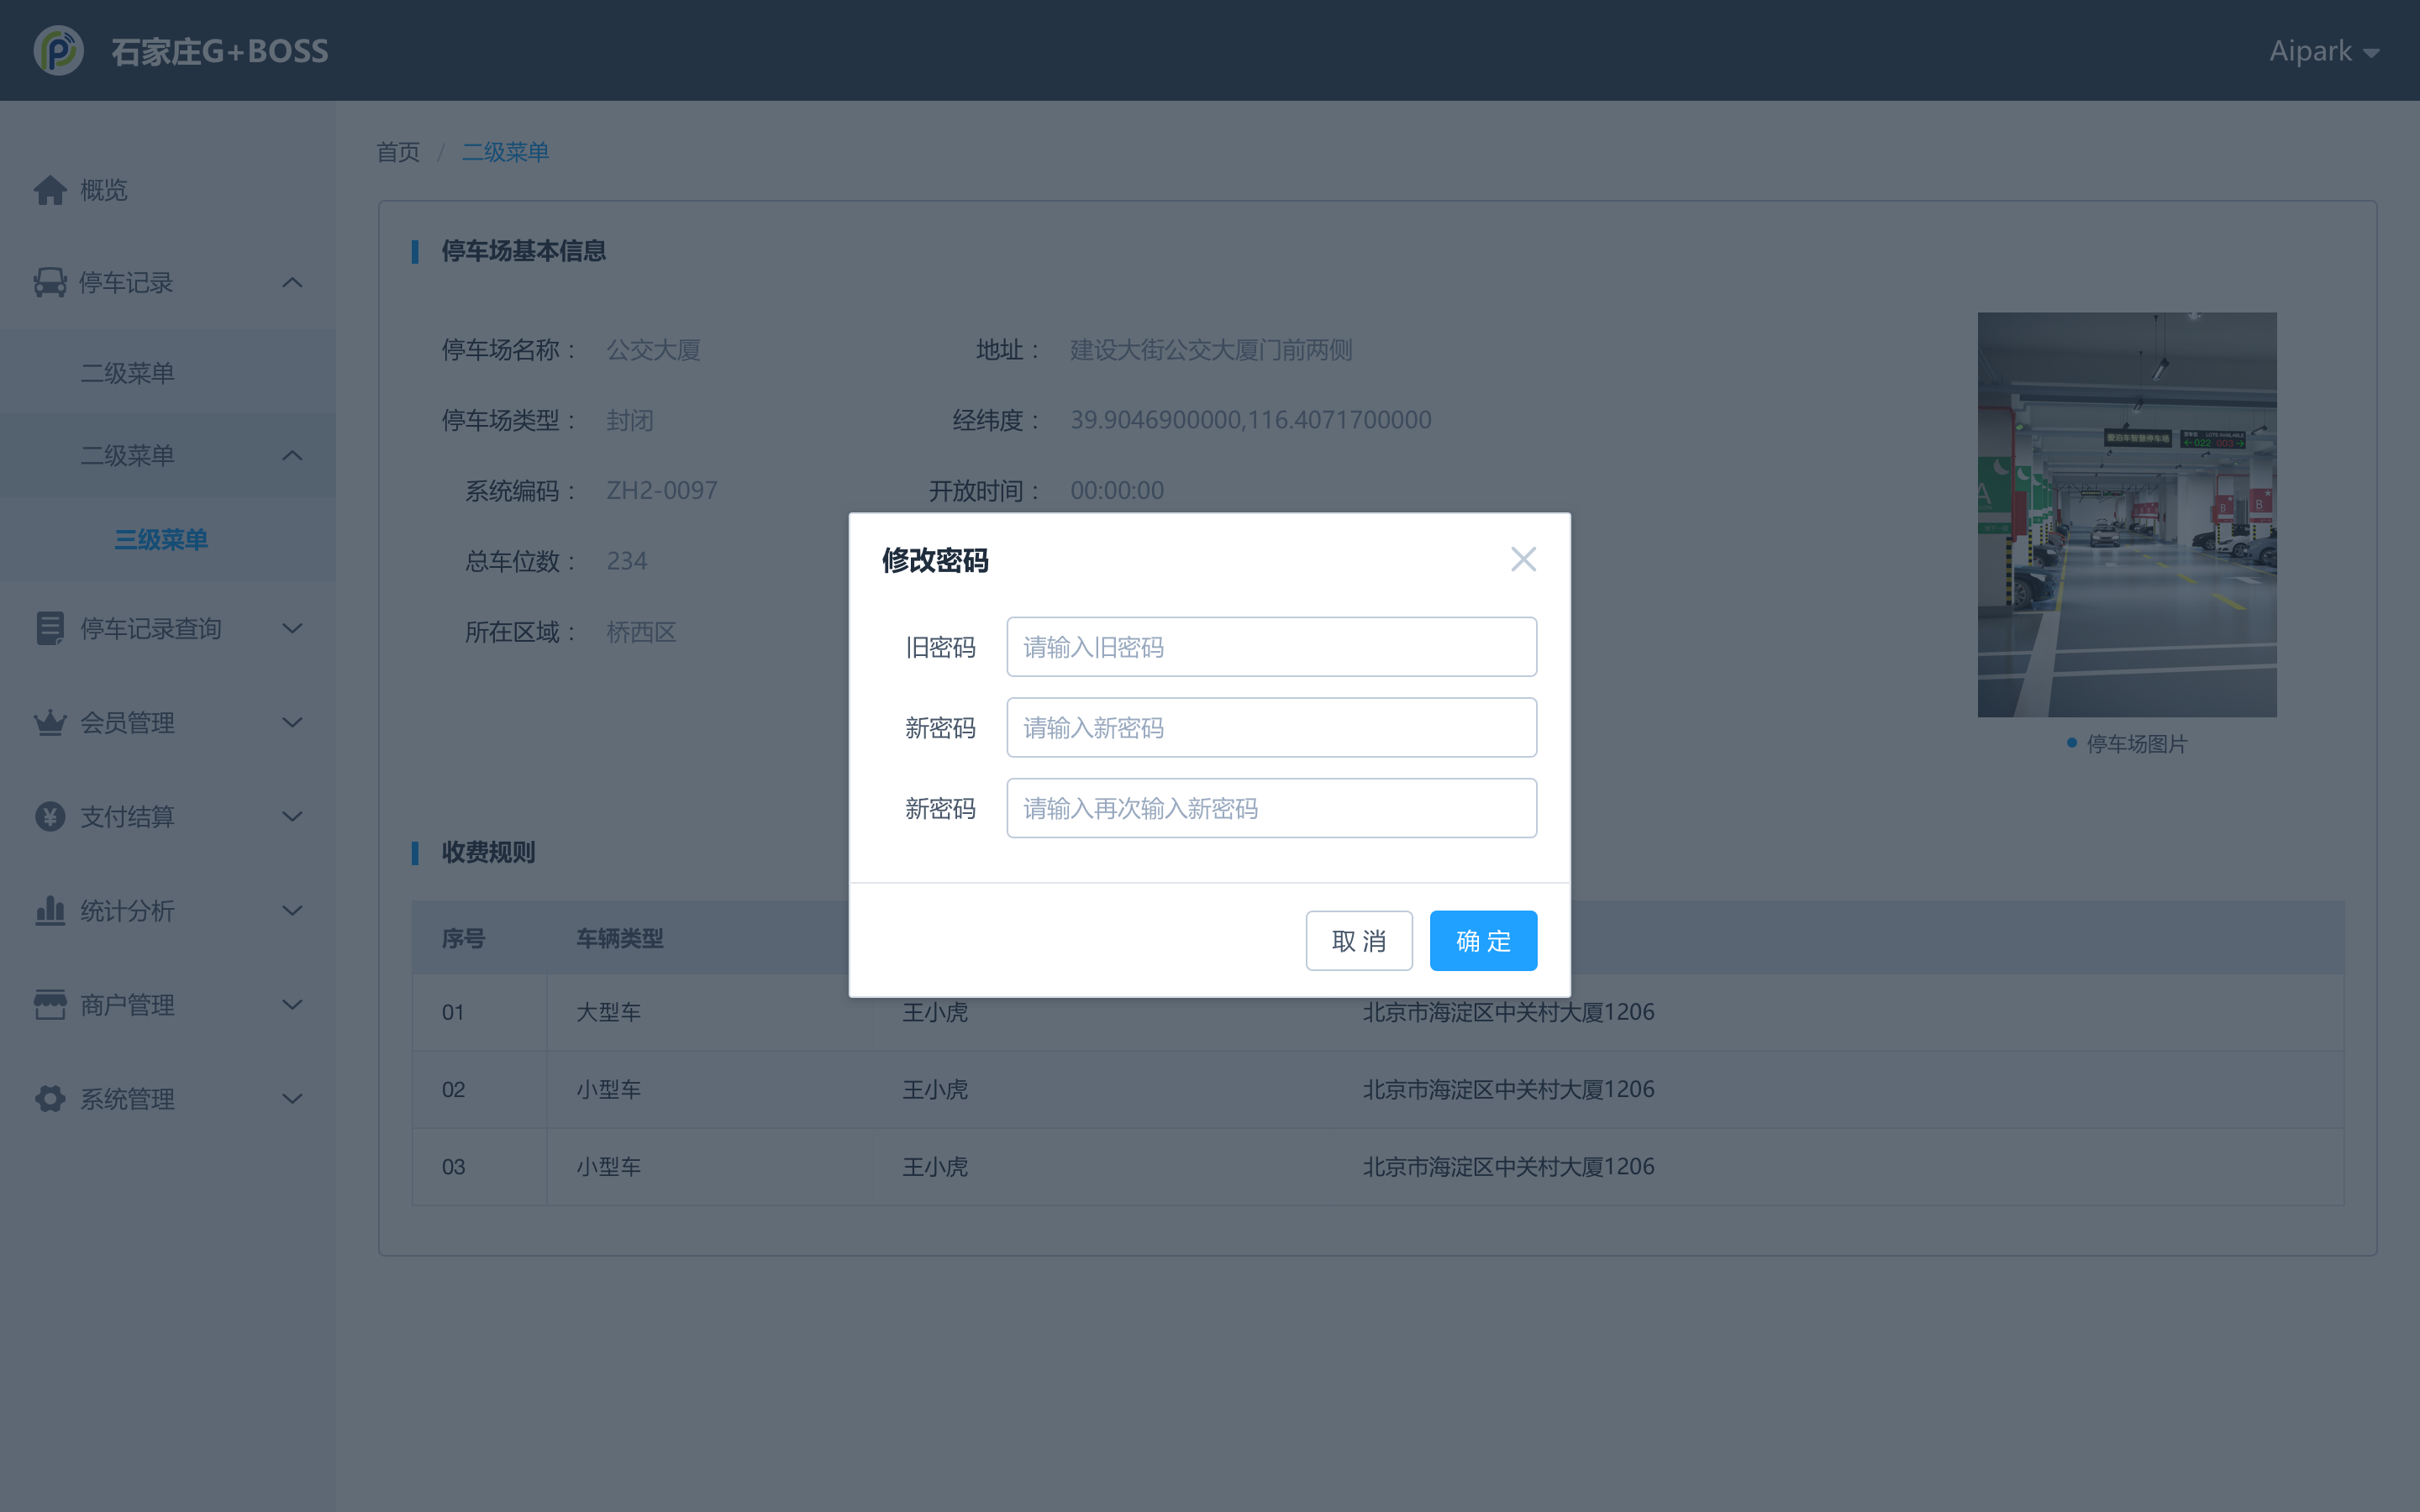 石家庄G+BOSS
Aipark
首页 / 二级菜单
概览
停车记录
二级菜单
二级菜单
三级菜单
停车记录查询
会员管理
支付结算
统计分析
商户管理
系统管理
停车场基本信息
停车场名称： 公交大厦 地址： 建设大街公交大厦门前两侧
停车场类型： 封闭 经纬度： 39.9046900000,116.4071700000
系统编码： ZH2-0097 开放时间： 00:00:00
总车位数： 234
所在区域： 桥西区
爱泊车智慧停车场
LOTS AVAILABLE
022 003
A
B
B
停车场图片
修改密码
旧密码 请输入旧密码
新密码 请输入新密码
新密码 请输入再次输入新密码
取 消 确 定
收费规则
序号 车辆类型
01 大型车 王小虎 北京市海淀区中关村大厦1206
02 小型车 王小虎 北京市海淀区中关村大厦1206
03 小型车 王小虎 北京市海淀区中关村大厦1206